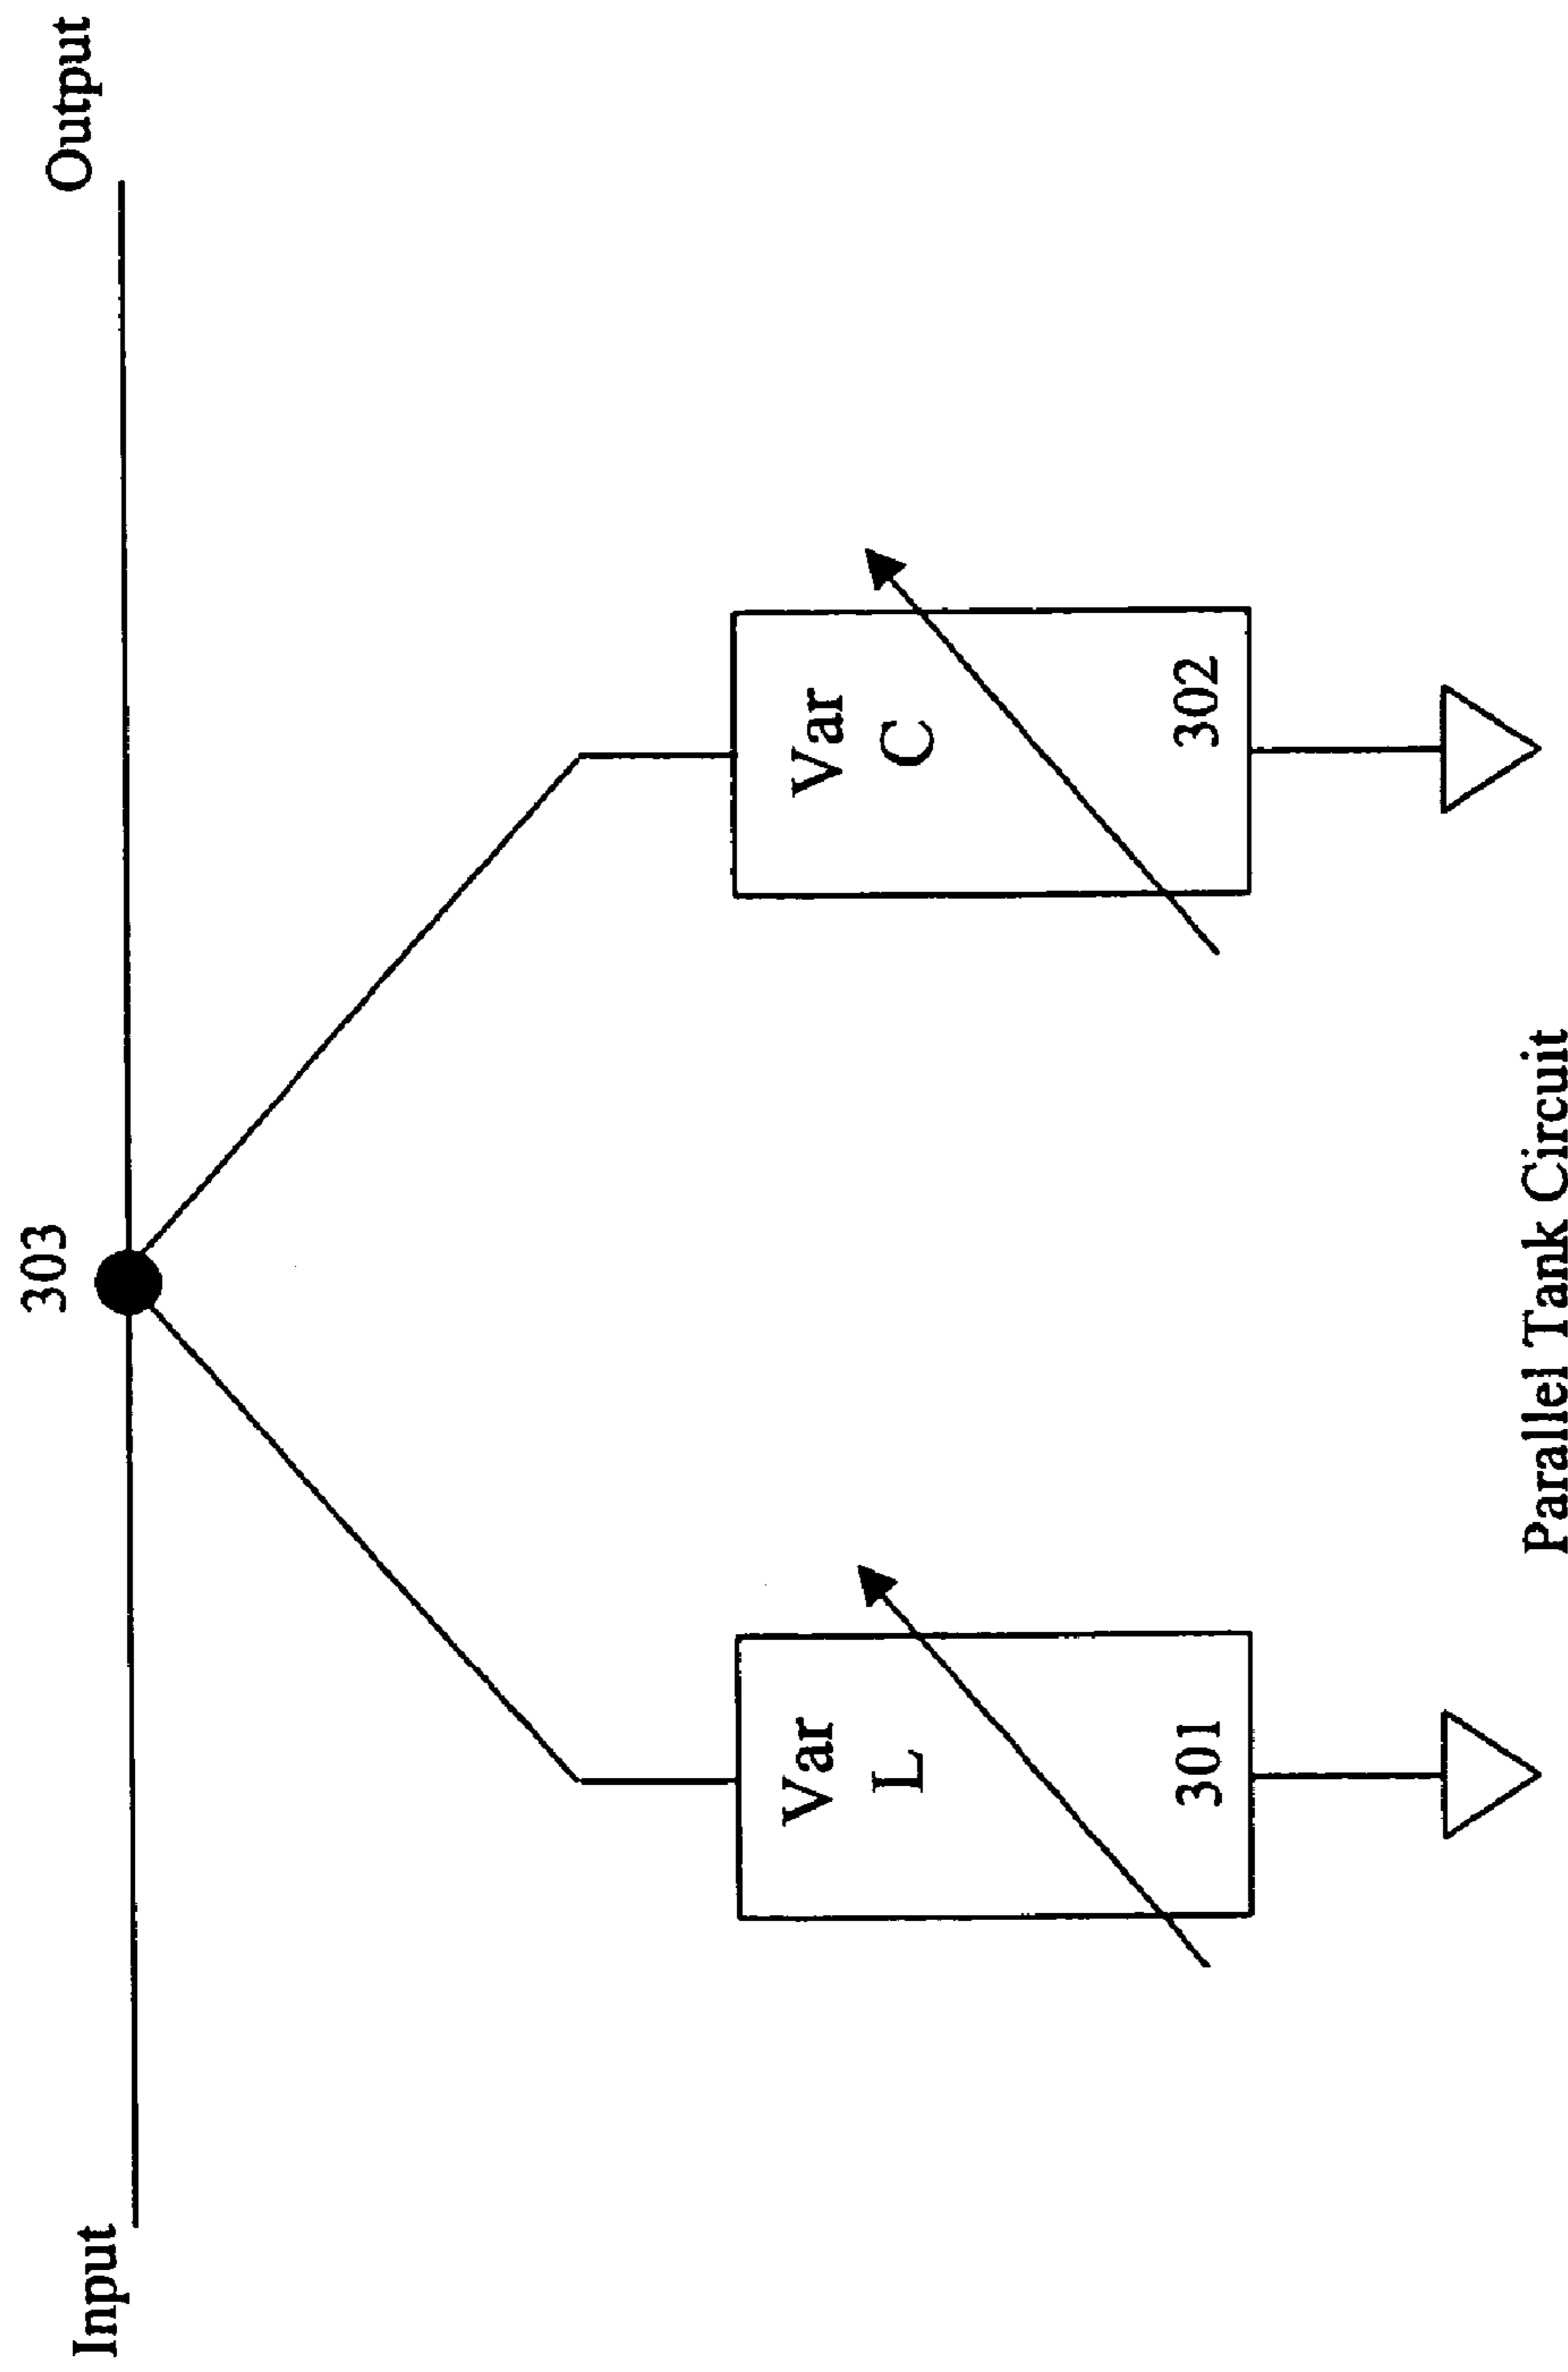 Input
303
Output
Var
L
301
Var
C
302
Parallel Tank Circuit